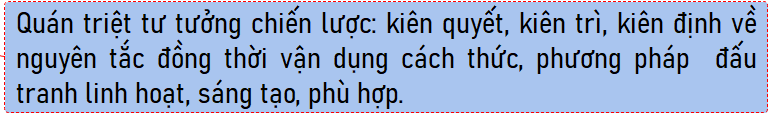 Quán triệt tư tưởng chiến lược: kiên quyết, kiên trì, kiên định về
nguyên tắc đồng thời vận dụng cách thức, phương pháp đấu
tranh linh hoạt, sáng tạo, phù hợp.